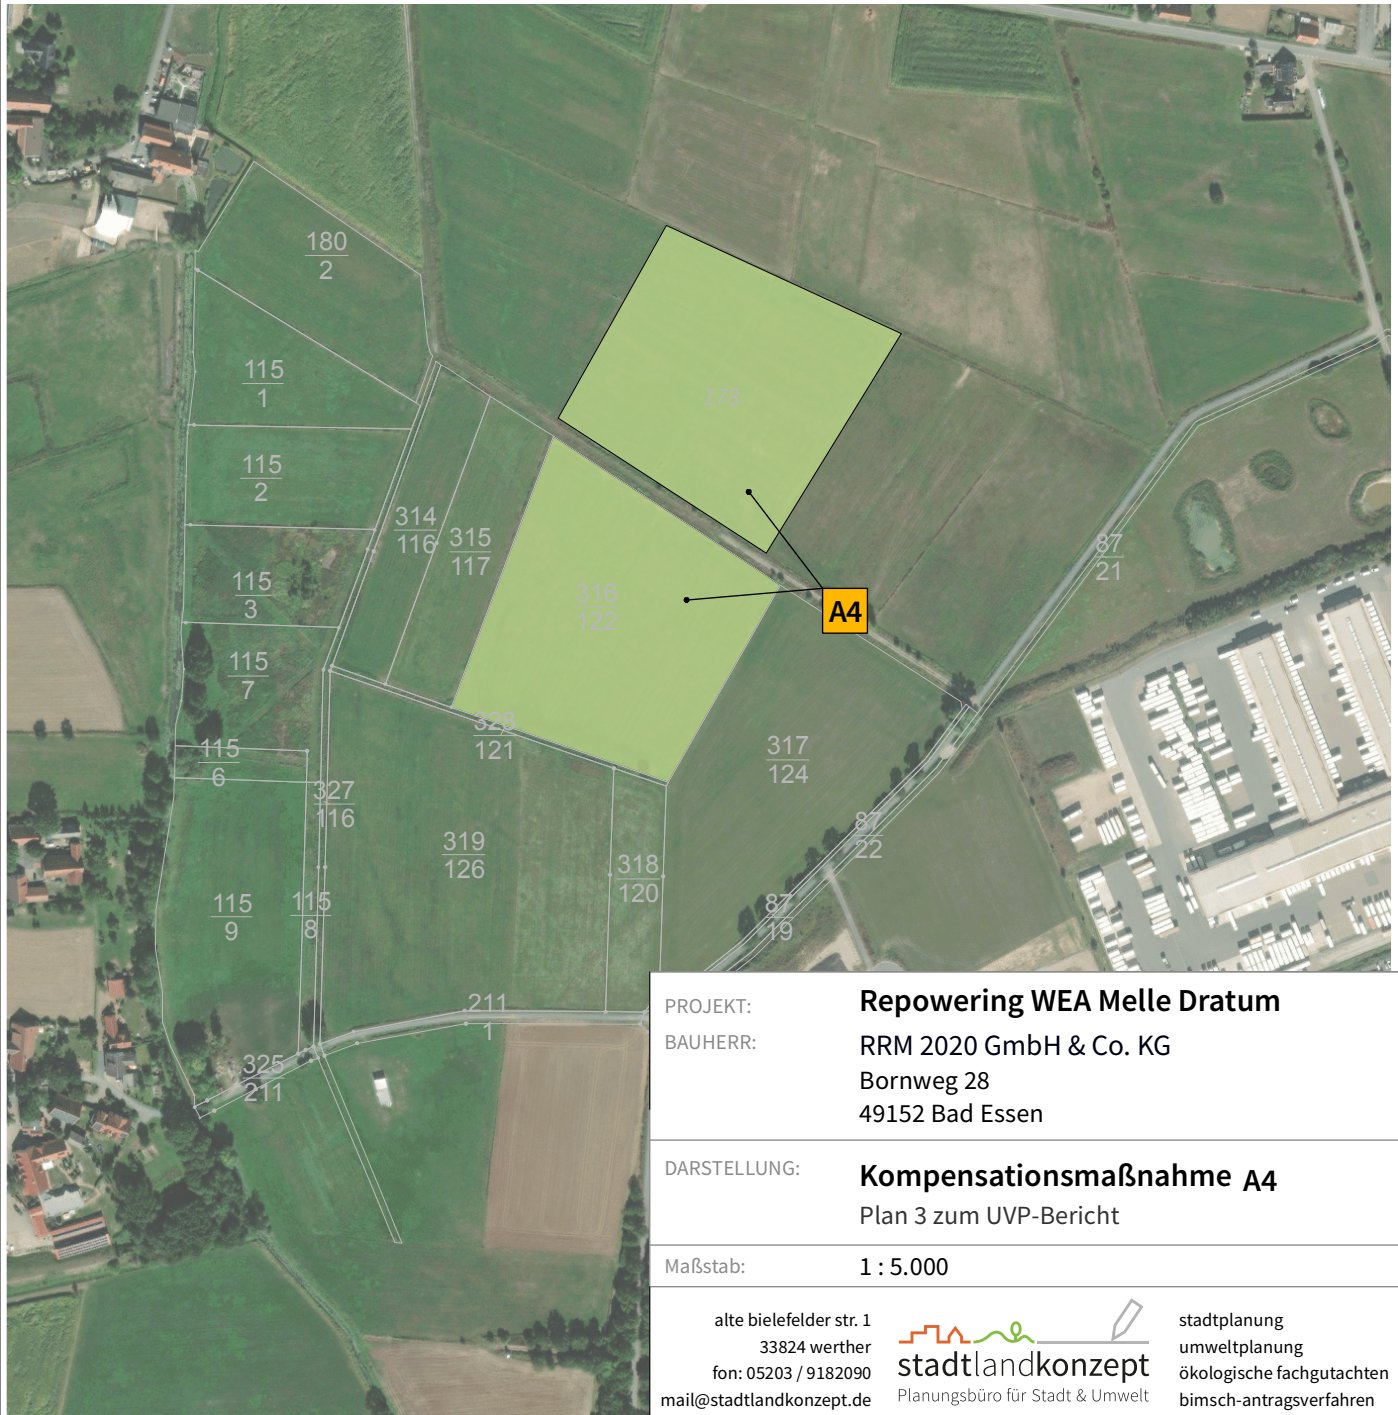 180
2
115
1
178
115
2
314
116
315
117
87
21
115
3
316
122
A4
115
7
328
121
317
124
115
6
327
116
87
22
319
126
318
120
115
9
115
8
87
19
211
1
325
211
PROJEKT: Repowering WEA Melle Dratum
BAUHERR: RRM 2020 GmbH & Co. KG
Bornweg 28
49152 Bad Essen
DARSTELLUNG: Kompensationsmaßnahme A4
Plan 3 zum UVP-Bericht
Maßstab: 1 : 5.000
alte bielefelder str. 1
33824 werther
fon: 05203 / 9182090
mail@stadtlandkonzept.de
stadtlandkonzept
Planungsbüro für Stadt & Umwelt
stadtplanung
umweltplanung
ökologische fachgutachten
bimsch-antragsverfahren